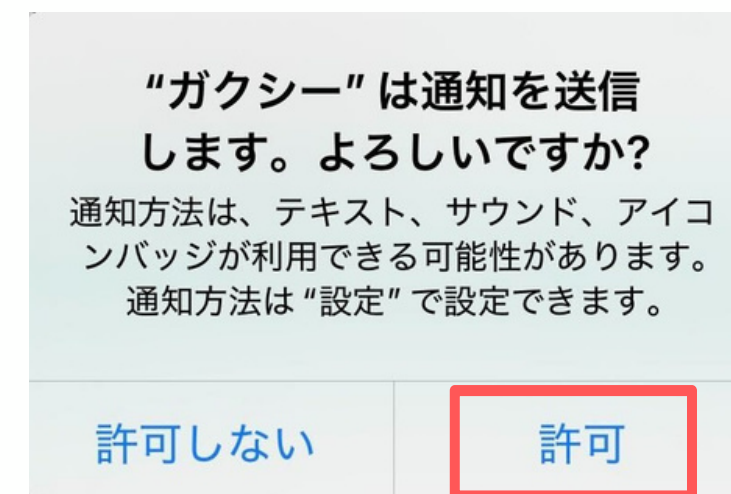 “ガクシー” は通知を送信
します。よろしいですか?
通知方法は、テキスト、サウンド、アイコ
ンバッジが利用できる可能性があります。
通知方法は “設定” で設定できます。
許可しない
許可